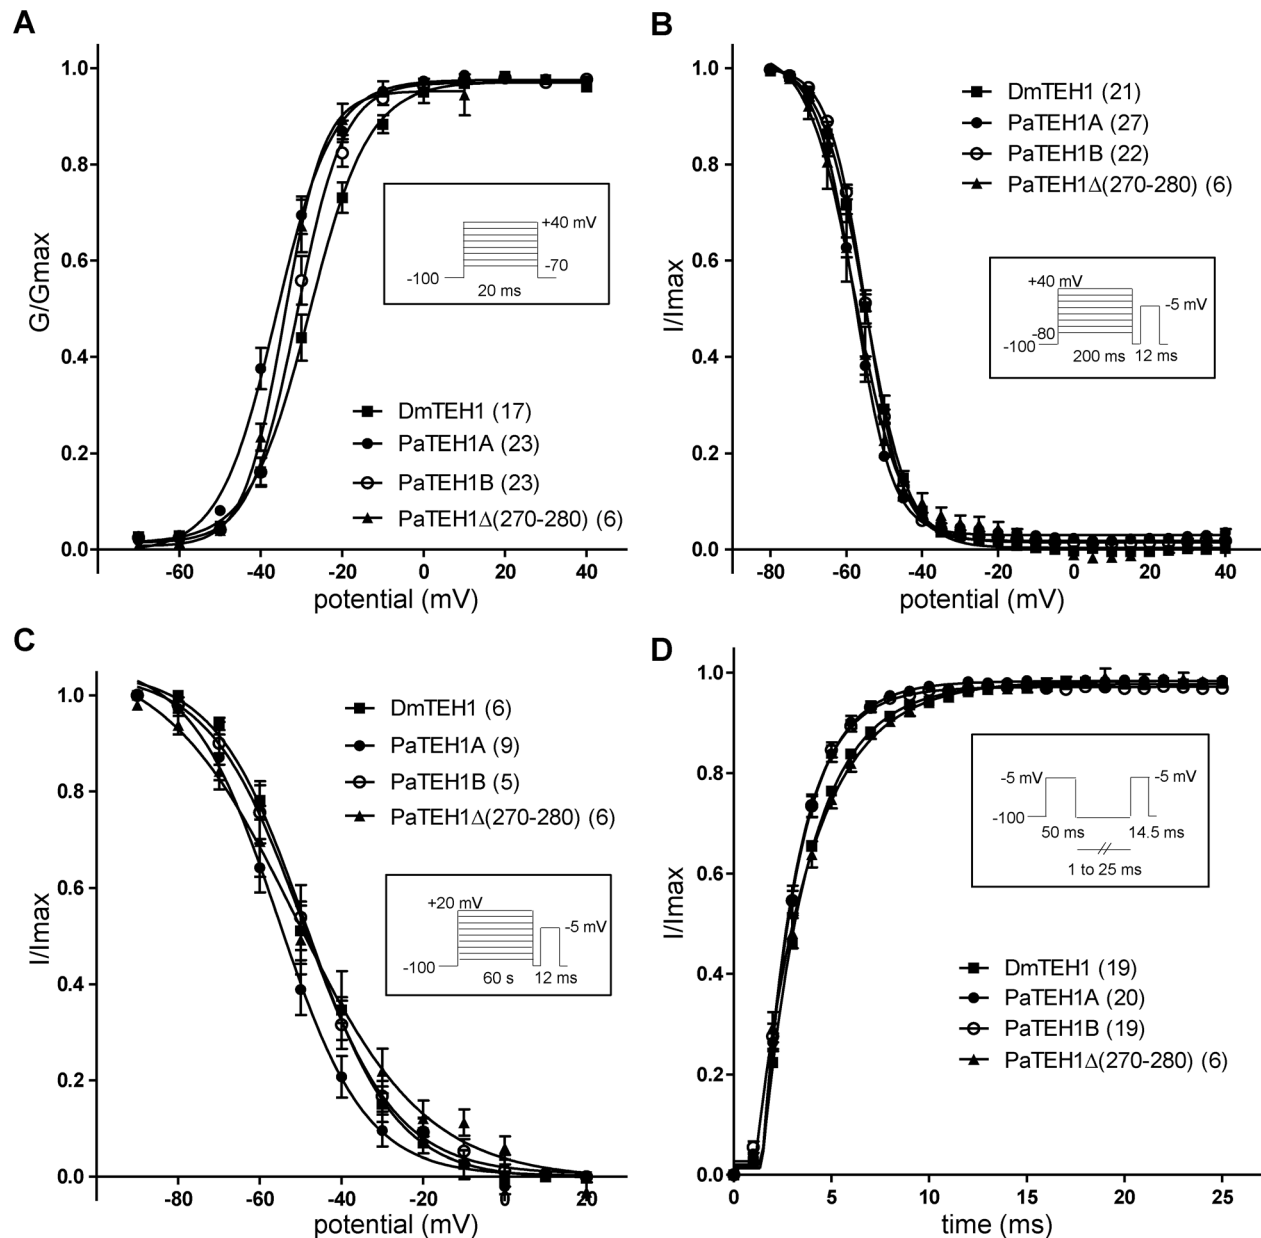 A
G/Gmax
1.0
0.8
0.6
0.4
0.2
0.0
-60 -40 -20 0 20 40
potential (mV)
+40 mV
-70
-100
20 ms
DmTEH1 (17)
PaTEH1A (23)
PaTEH1B (23)
PaTEH1Δ(270-280) (6)
B
I/Imax
1.0
0.8
0.6
0.4
0.2
0.0
-80 -60 -40 -20 0 20 40
potential (mV)
DmTEH1 (21)
PaTEH1A (27)
PaTEH1B (22)
PaTEH1Δ(270-280) (6)
+40 mV
-5 mV
-80
-100
200 ms 12 ms
C
I/Imax
1.0
0.8
0.6
0.4
0.2
0.0
-80 -60 -40 -20 0 20
potential (mV)
DmTEH1 (6)
PaTEH1A (9)
PaTEH1B (5)
PaTEH1Δ(270-280) (6)
+20 mV
-5 mV
-100
60 s 12 ms
D
I/Imax
1.0
0.8
0.6
0.4
0.2
0.0
0 5 10 15 20 25
time (ms)
-5 mV -5 mV
-100
50 ms 14.5 ms
1 to 25 ms
DmTEH1 (19)
PaTEH1A (20)
PaTEH1B (19)
PaTEH1Δ(270-280) (6)